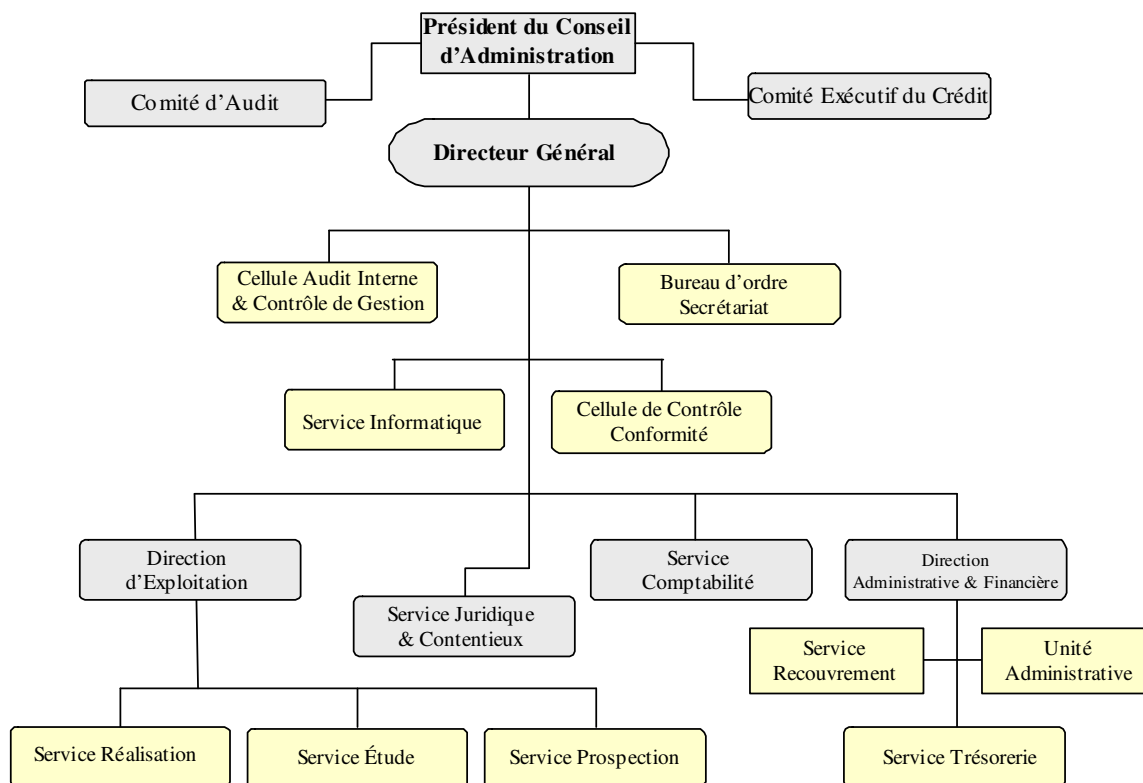 Président du Conseil
d'Administration
Comité d'Audit
Comité Exécutif du Crédit
Directeur Général
Cellule Audit Interne
& Contrôle de Gestion
Bureau d'ordre
Secrétariat
Service Informatique
Cellule de Contrôle
Conformité
Direction
d'Exploitation
Service Juridique
& Contentieux
Service
Comptabilité
Direction
Administrative & Financière
Service
Recouvrement
Unité
Administrative
Service Réalisation
Service Étude
Service Prospection
Service Trésorerie